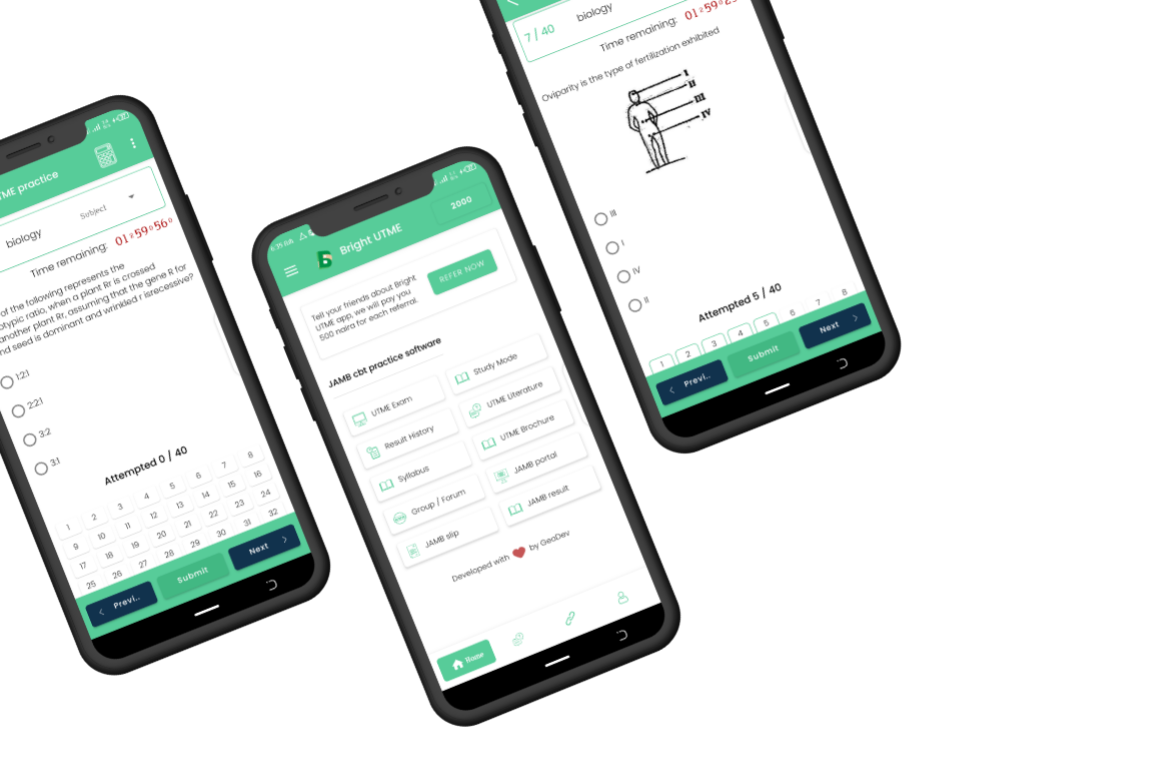 UTME practice
biology
Subject
Time remaining: 01:59:56
of the following represents the
otypic ratio, when a plant Rr is crossed
another plant Rr, assuming that the gene R for
nd seed is dominant and wrinkled r isrecessive?
1:2:1
2:2:1
3:2
3:1
Attempted 0 / 40
1 2 3 4 5 6 7 8
9 10 11 12 13 14 15 16
17 18 19 20 21 22 23 24
25 26 27 28 29 30 31 32
Previ..
Submit
Next
Bright UTME
2000
Tell your friends about Bright
UTME app, we will pay you
500 naira for each referral.
REFER NOW
JAMB cbt practice software
UTME Exam
Study Mode
Result History
UTME Literature
Syllabus
UTME Brochure
Group / Forum
JAMB portal
JAMB slip
JAMB result
Developed with by GeoDev
Home
7 / 40
biology
Time remaining:
Oviparity is the type of fertilization exhibited
I
II
III
IV
III
I
IV
II
Attempted 5 / 40
1 2 3 4 5 6 7 8
Previ..
Submit
Next